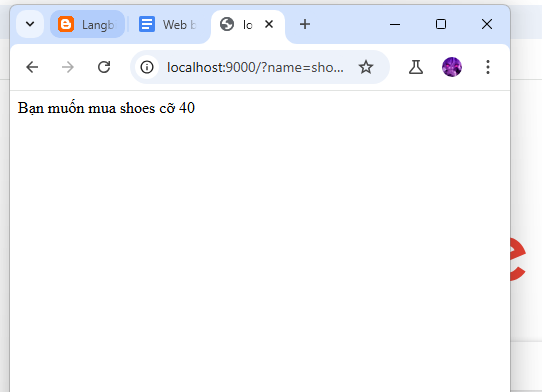 Langb
Web b
lo
localhost:9000/?name=sho...
Bạn muốn mua shoes cỡ 40
e